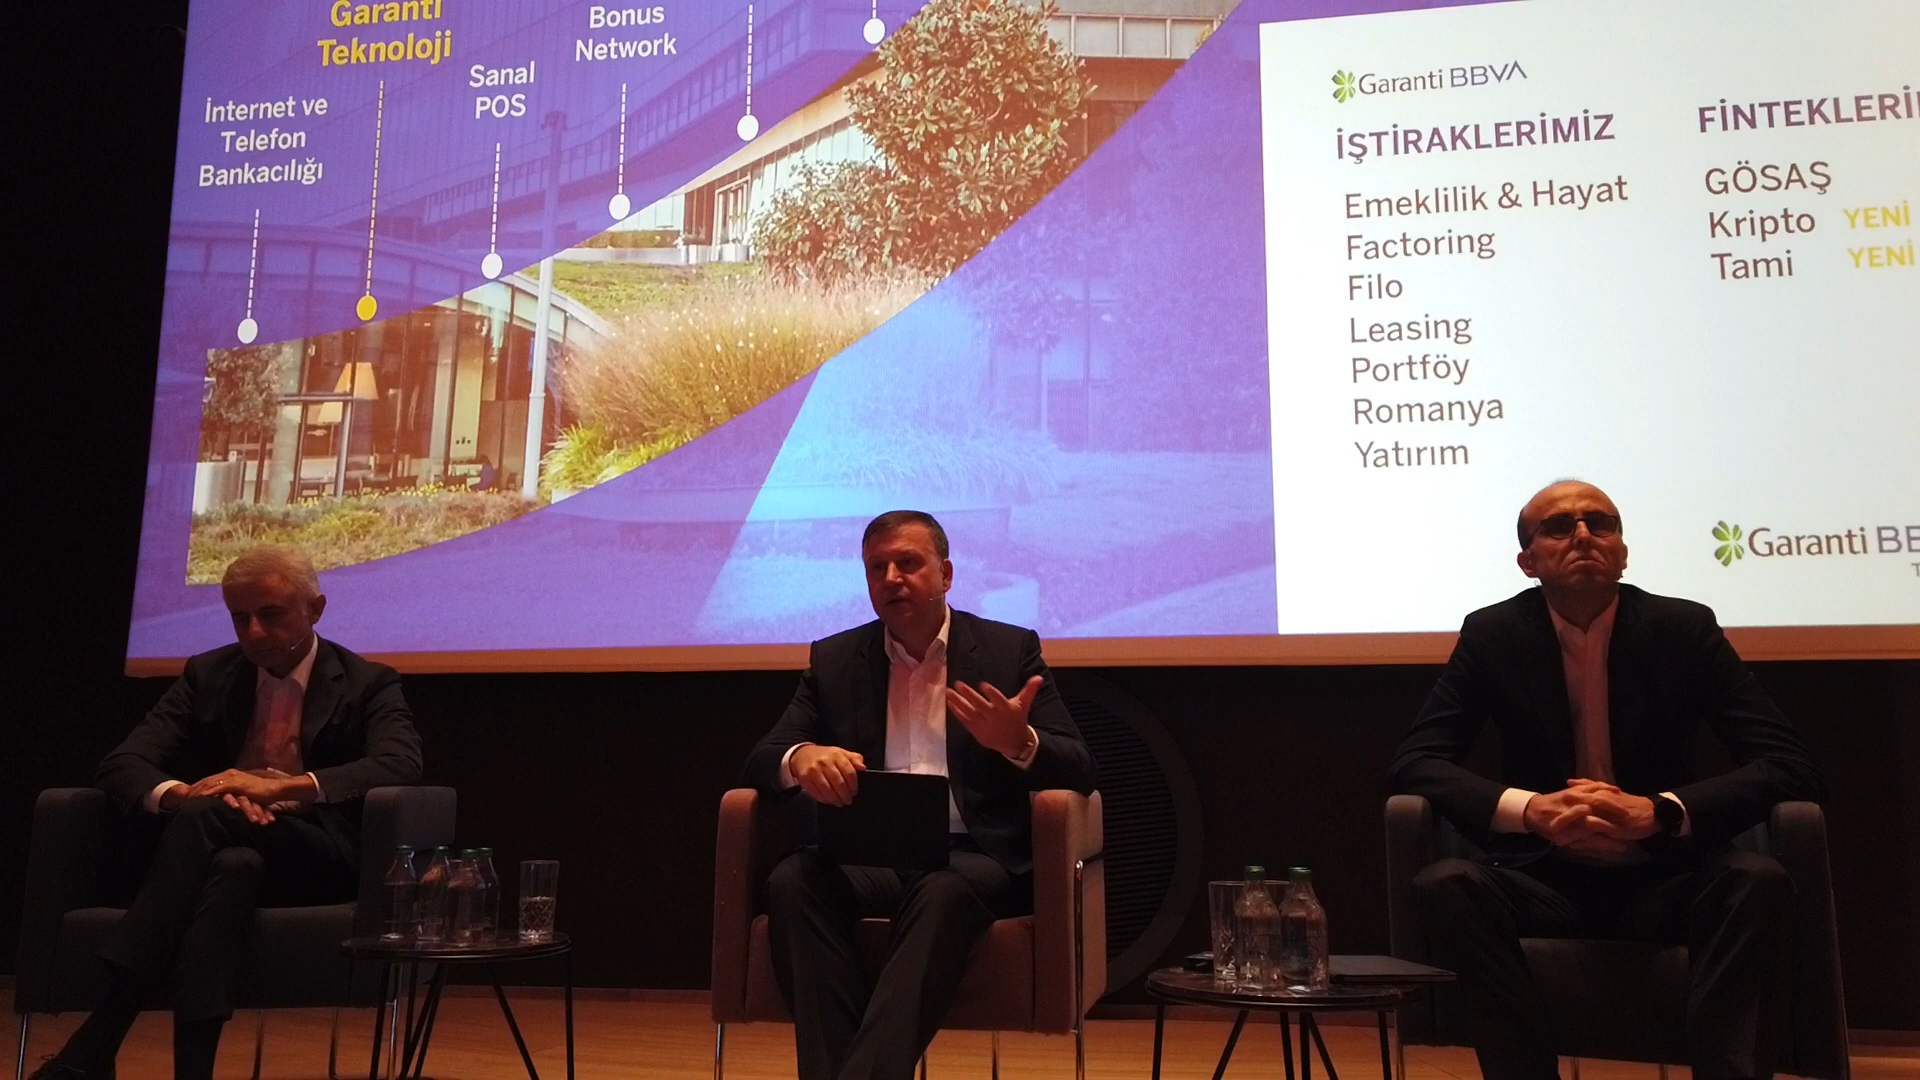 Garanti
Teknoloji
Bonus
Network
Sanal
POS
İnternet ve
Telefon
Bankacılığı
Garanti BBVA
İŞTİRAKLERİMİZ
Emeklilik & Hayat
Factoring
Filo
Leasing
Portföy
Romanya
Yatırım
GÖSAŞ
Kripto YENİ
Tami YENİ
Garanti